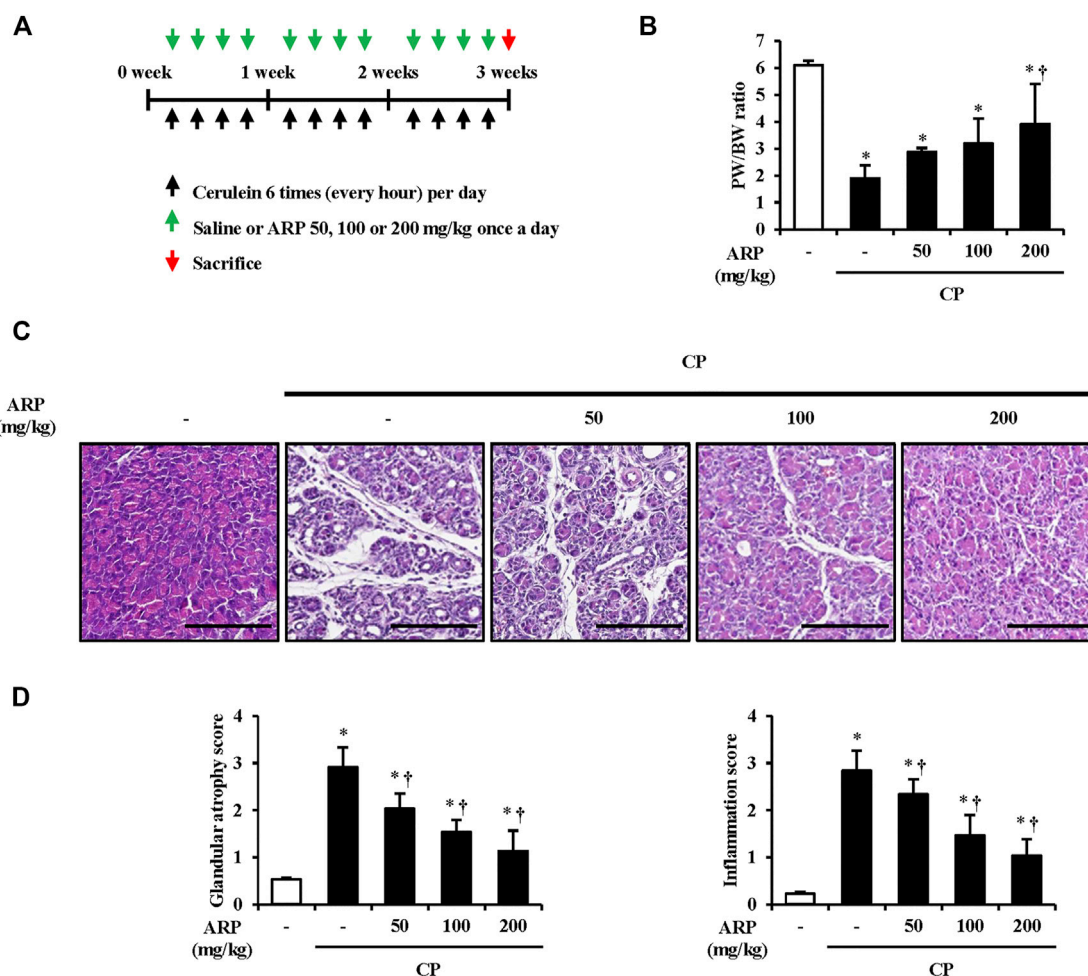 A
0 week 1 week 2 weeks 3 weeks
Cerulein 6 times (every hour) per day
Saline or ARP 50, 100 or 200 mg/kg once a day
Sacrifice
B
PW/BW ratio
7
6
5
4
3
2
1
0
* * * * †
ARP
(mg/kg)
- - 50 100 200
CP
C
CP
ARP
(mg/kg)
- - 50 100 200
D
Glandular atrophy score
4
3
2
1
0
* * † * † * †
ARP
(mg/kg)
- - 50 100 200
CP
Inflammation score
4
3
2
1
0
* * † * † * †
ARP
(mg/kg)
- - 50 100 200
CP